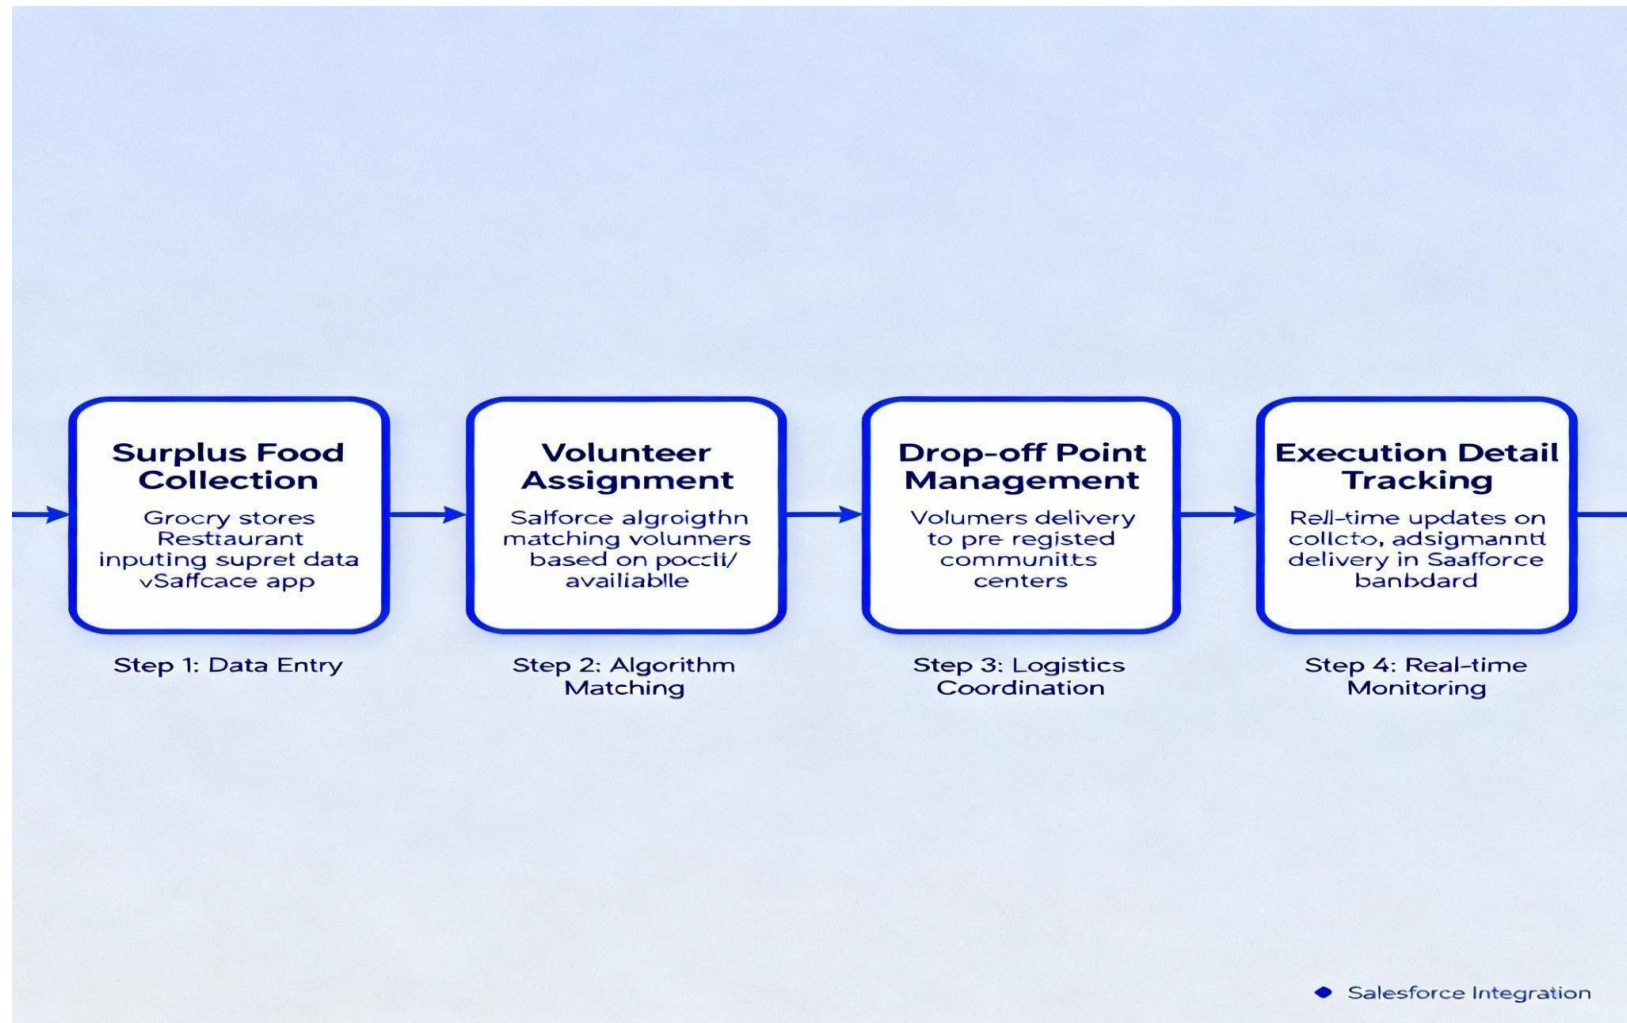 Surplus Food
Collection
Grocry stores
Resttaurant
inputing supret data
vSaffcace app
Step 1: Data Entry
Volunteer
Assignment
Salforce algroigthn
matching volunners
based on
availiablle
Step 2: Algorithm
Matching
Drop-off Point
Management
Volumers delivery
to pre registed
communitts
centers
Step 3: Logistics
Coordination
Execution Detail
Tracking
Rell-time updates on
collcto, adsigmanntl
delivery in Saafforce
banbdard
Step 4: Real-time
Monitoring
Salesforce Integration